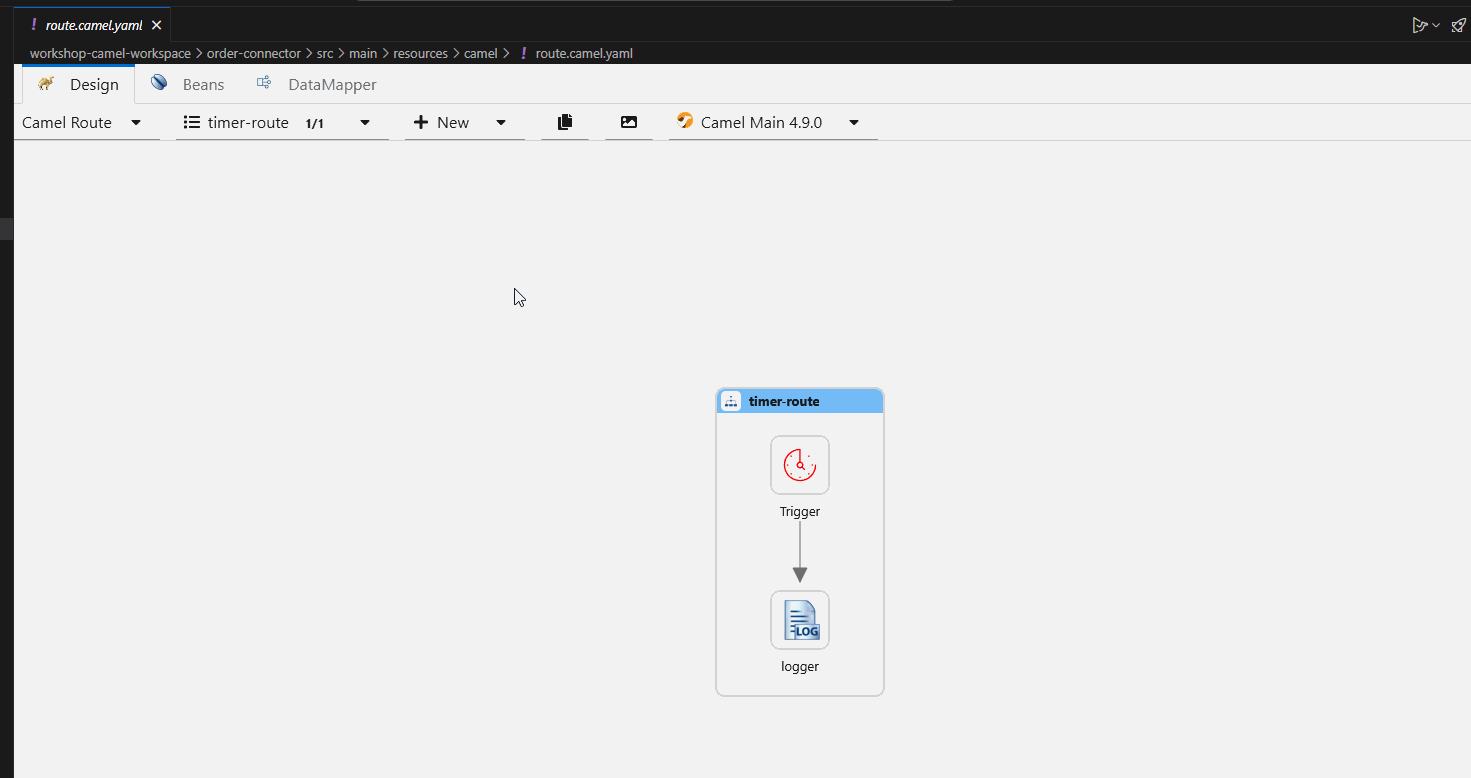 route.camel.yaml
workshop-camel-workspace > order-connector > src > main > resources > camel > ! route.camel.yaml
Design Beans DataMapper
Camel Route timer-route 1/1 New Camel Main 4.9.0
timer-route
Trigger
LOG
logger